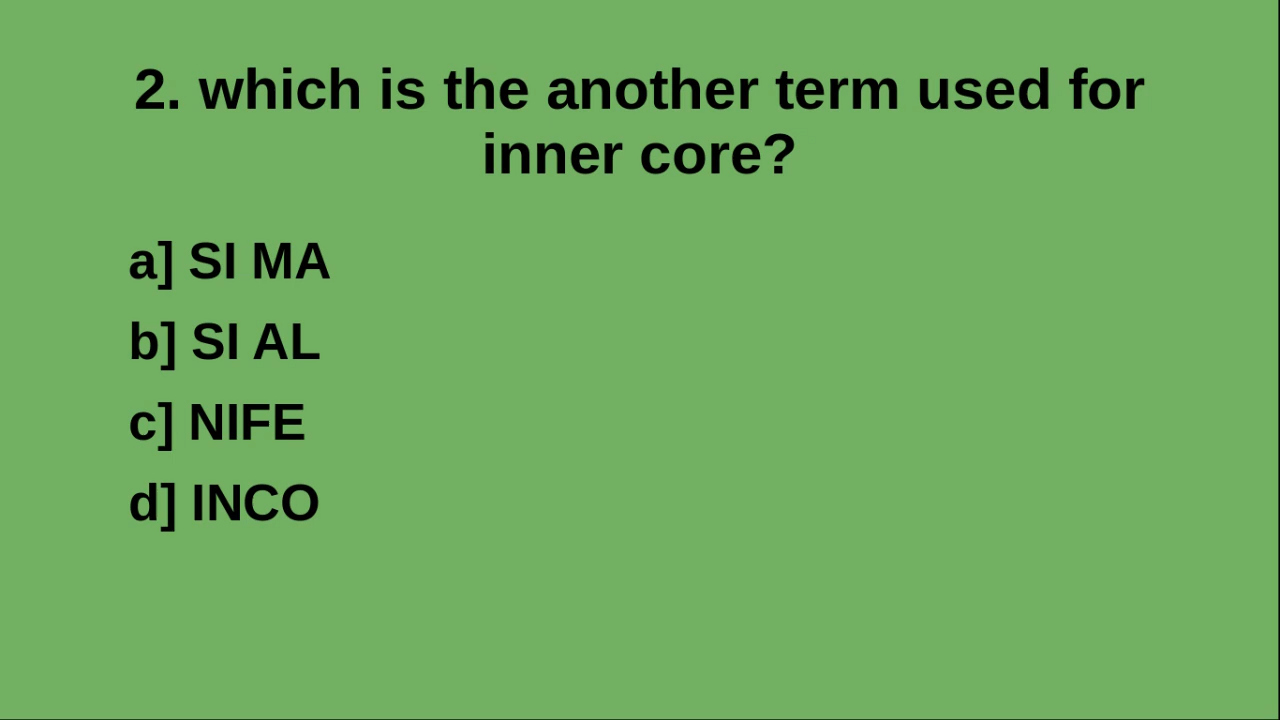 2. which is the another term used for
inner core?
a] SI MA
b] SI AL
c] NIFE
d] INCO